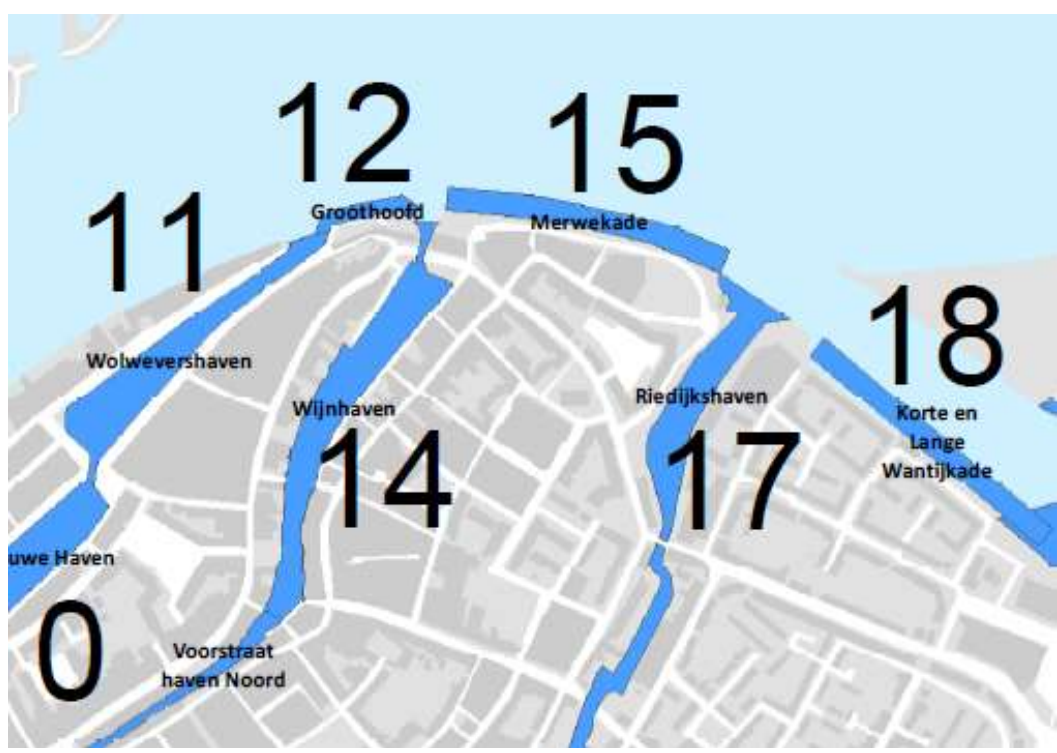 12
15
11
Groothoofd
Merwekade
18
Wolwevershaven
Wijnhaven
Riedijkshaven
Korte en
Lange
Wantijkade
14
17
uwe Haven
0
Voorstraat
haven Noord